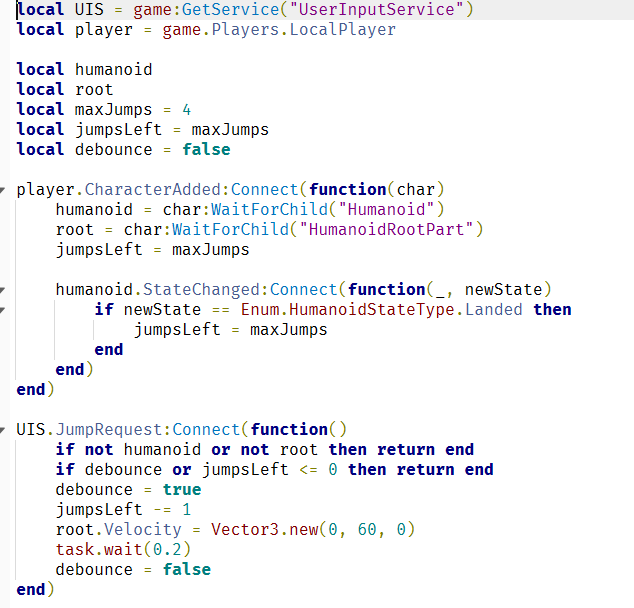 local UIS = game:GetService("UserInputService")
local player = game.Players.LocalPlayer

local humanoid
local root
local maxJumps = 4
local jumpsLeft = maxJumps
local debounce = false

player.CharacterAdded:Connect(function(char)
    humanoid = char:WaitForChild("Humanoid")
    root = char:WaitForChild("HumanoidRootPart")
    jumpsLeft = maxJumps

    humanoid.StateChanged:Connect(function(_, newState)
        if newState == Enum.HumanoidStateType.Landed then
            jumpsLeft = maxJumps
        end
    end)
end)

UIS.JumpRequest:Connect(function()
    if not humanoid or not root then return end
    if debounce or jumpsLeft <= 0 then return end
    debounce = true
    jumpsLeft -= 1
    root.Velocity = Vector3.new(0, 60, 0)
    task.wait(0.2)
    debounce = false
end)